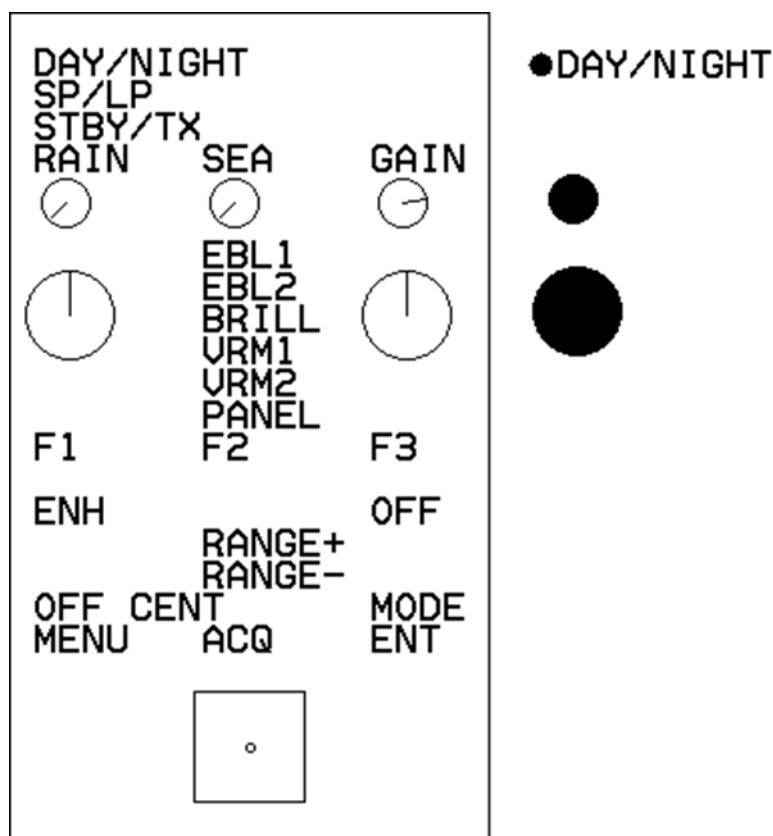 DAY/NIGHT
●DAY/NIGHT
SP/LP
STBY/TX
RAIN SEA GAIN
EBL1
EBL2
BRILL
VRM1
VRM2
PANEL
F1 F2 F3
ENH OFF
RANGE+
RANGE-
OFF CENT MODE
MENU ACQ ENT